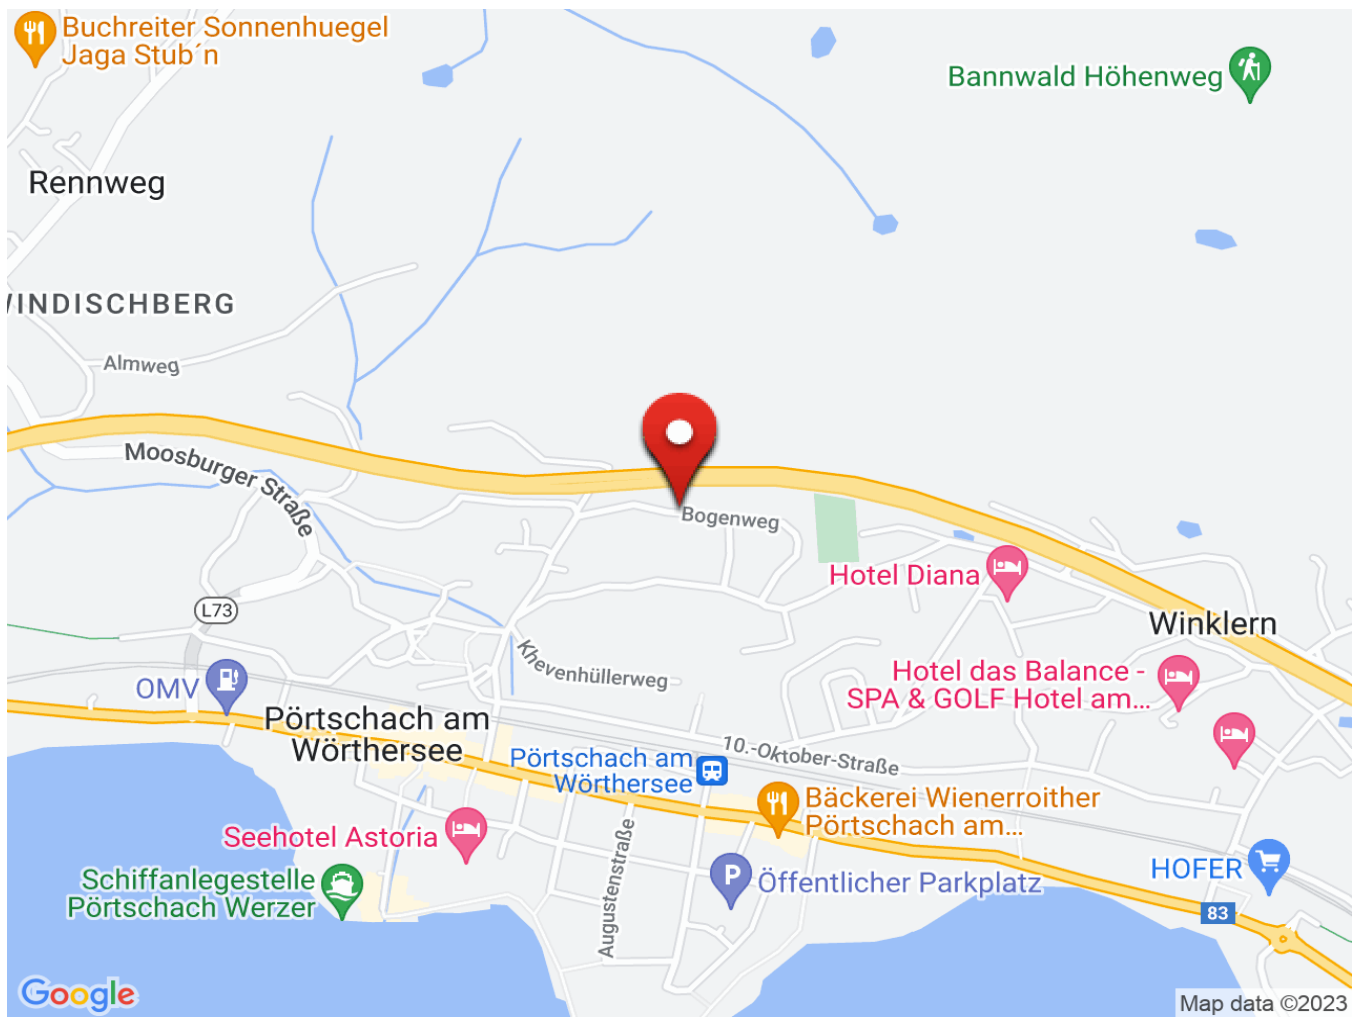 Buchreiter Sonnenhuegel
Jaga Stub´n
Bannwald Höhenweg
Rennweg
VINDISCHBERG
Almweg
Moosburger Straße
Bogenweg
Hotel Diana
L73
Winklern
Khevenhüllerweg
Hotel das Balance -
SPA & GOLF Hotel am...
OMV
Pörtschach am
Wörthersee
10.-Oktober-Straße
Pörtschach am
Wörthersee
Bäckerei Wienerroither
Pörtschach am...
Seehotel Astoria
Augustenstraße
HOFER
Schiffanlegestelle
Pörtschach Werzer
P
Öffentlicher Parkplatz
83
Google
Map data ©2023